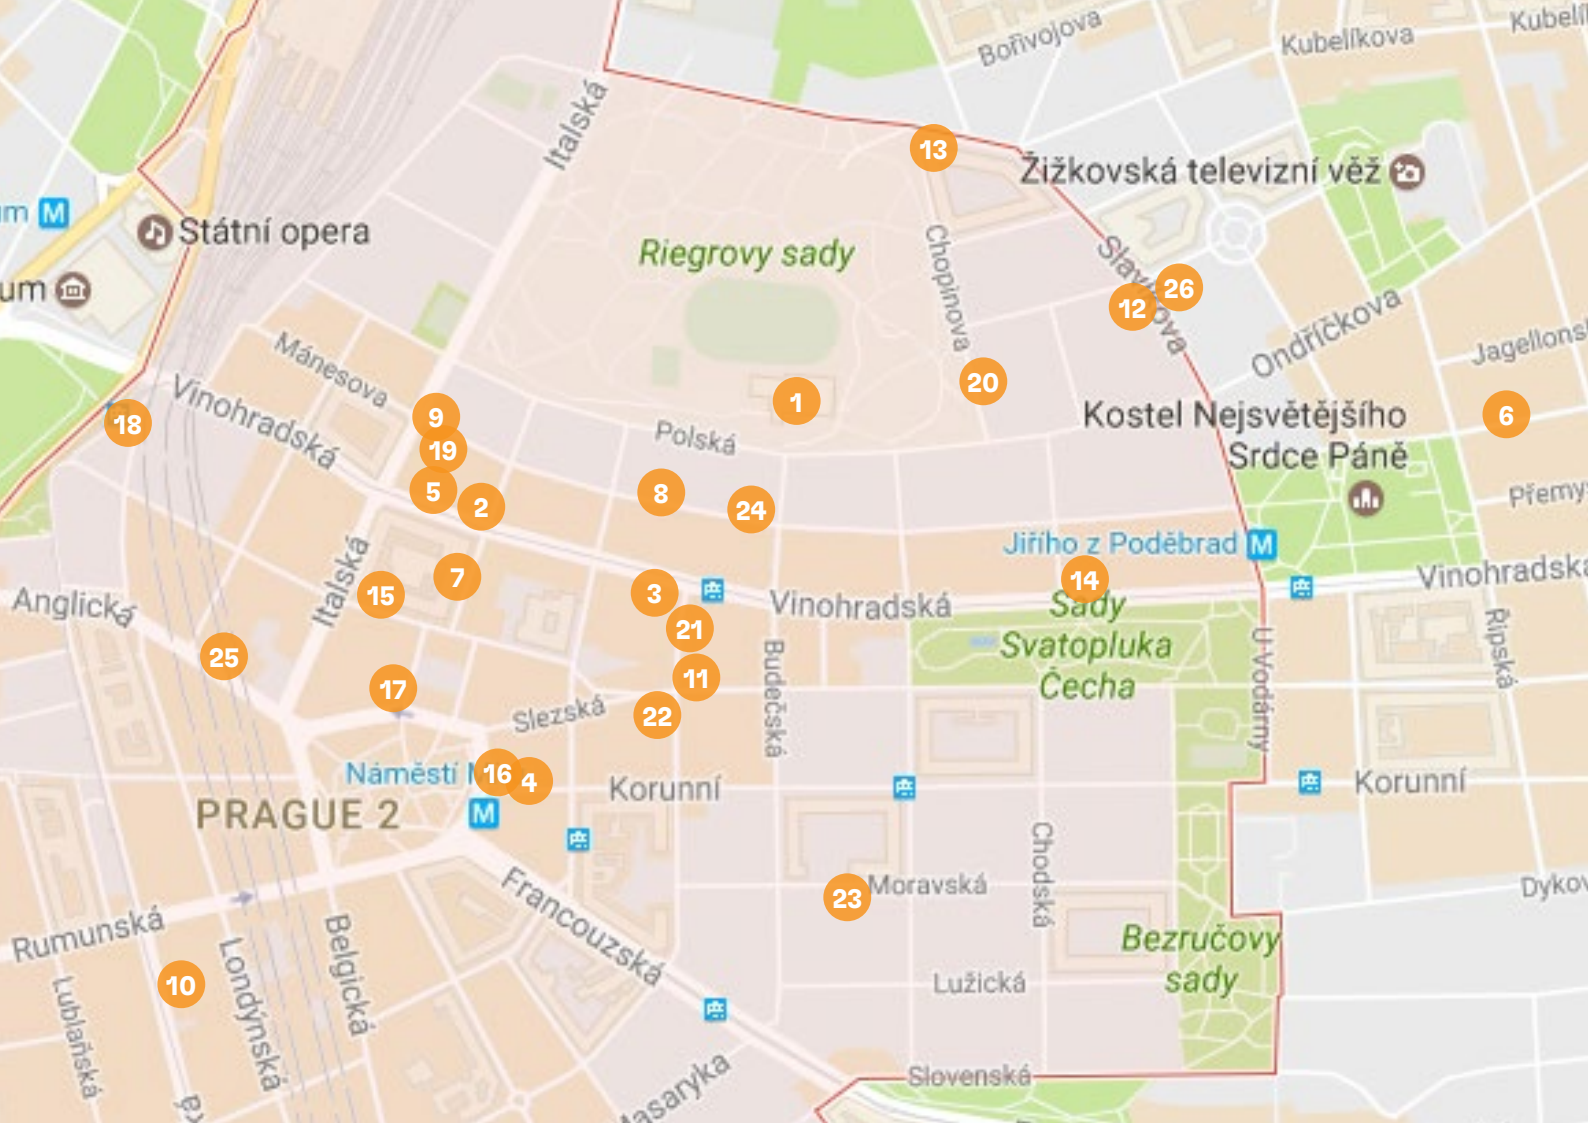 Bořivojova
Kubelíkova
Italská
13
Žižkovská televizní věž
M
Státní opera
Riegrovy sady
Chopinova
Slavíkova
26
12
um
Ondříčkova
Mánesova
Jagellons
20
Vinohradská
1
9
18
Polská
Kostel Nejsvětějšího
Srdce Páně
6
19
5
2
8
24
Přemy
Jiřího z Poděbrad
M
Italská
7
15
3
14
Vinohradská
Vinohradská
Anglická
Sady
Svatopluka
Čecha
21
25
Budečská
U Vodárny
Řipská
11
17
22
Slezská
Náměstí
16
4
Korunní
Korunní
PRAGUE 2
M
Francouzská
Chodská
23
Moravská
Dykov
Rumunská
Londýnská
Belgická
Bezručovy
sady
10
Lublaňská
Lužická
Slovenská
Masaryka